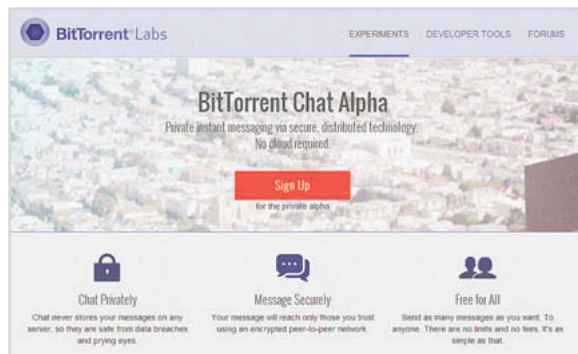 BitTorrent® Labs
EXPERIMENTS DEVELOPER TOOLS FORUMS
BitTorrent Chat Alpha
Private instant messaging via secure, distributed technology.
No cloud required.
Sign Up
for the private alpha
Chat Privately
Chat never stores your messages on any
server, so they are safe from data breaches
and prying eyes.
Message Securely
Your message will reach only those you trust
using an encrypted peer-to-peer network.
Free for All
Send as many messages as you want. To
anyone. There are no limits and no fees. It's as
simple as that.